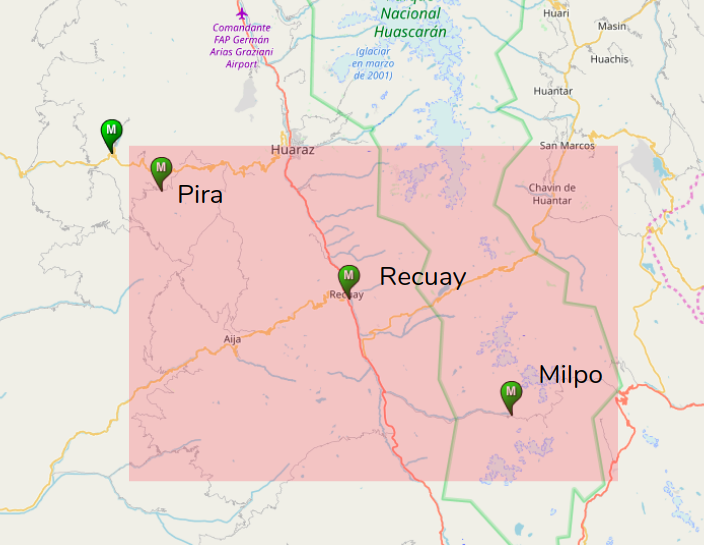 Nacional
Huascarán
(glaciar
en marzo
de 2001)
Comandante
FAP Germán
Arias Graziani
Airport
Huari
Masin
Huachis
Huantar
San Marcos
Chavin de
Huantar
M
Huaraz
M
Pira
M
Recuay
Recuay
Aija
M
Milpo